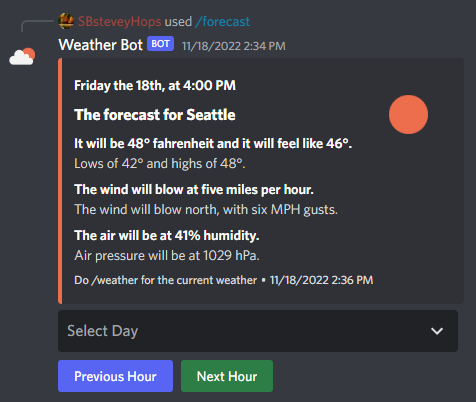 SBsteveyHops used /forecast
Weather Bot BOT 11/18/2022 2:34 PM
Friday the 18th, at 4:00 PM
The forecast for Seattle
It will be 48° fahrenheit and it will feel like 46°.
Lows of 42° and highs of 48°.
The wind will blow at five miles per hour.
The wind will blow north, with six MPH gusts.
The air will be at 41% humidity.
Air pressure will be at 1029 hPa.
Do /weather for the current weather • 11/18/2022 2:36 PM
Select Day
Previous Hour Next Hour